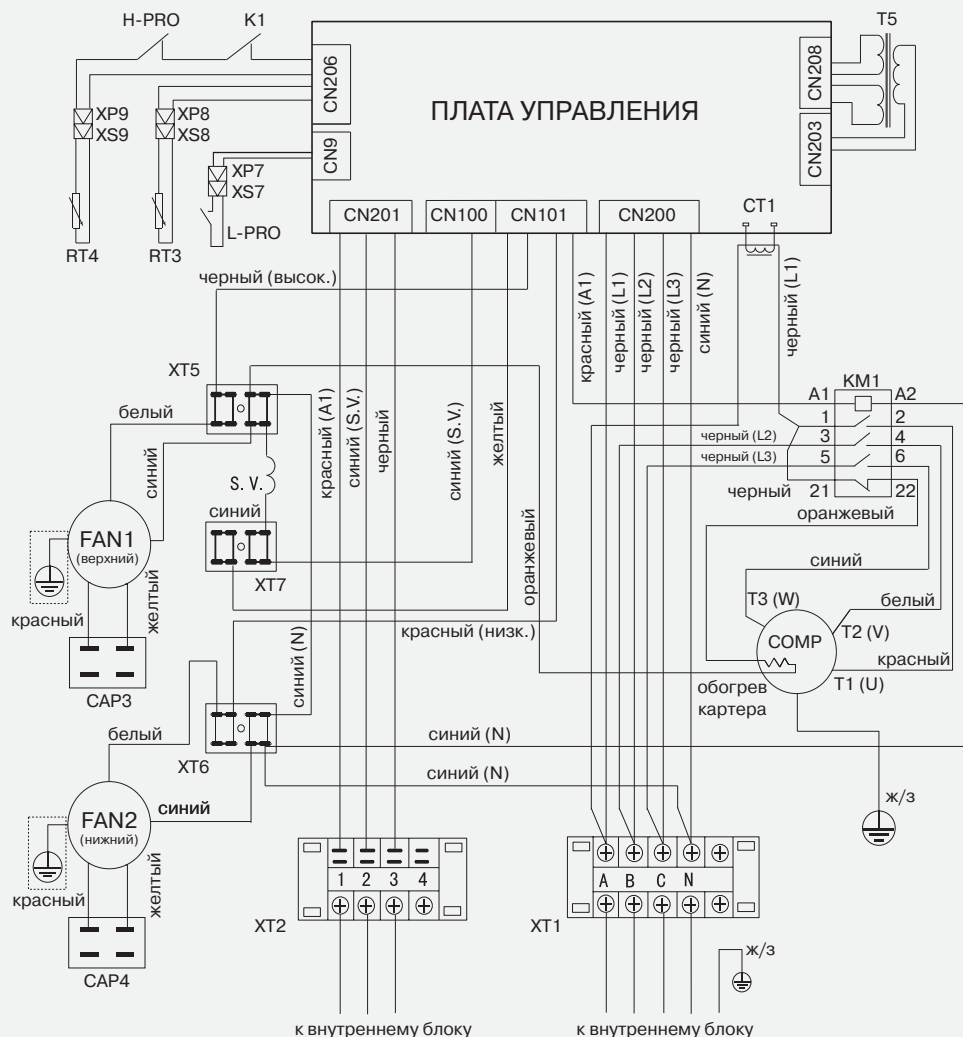 H-PRO
K1
T5
CN206
CN208
ПЛАТА УПРАВЛЕНИЯ
XP9
XS9
XP8
XS8
CN9
CN203
XP7
XS7
L-PRO
RT4
RT3
CN201
CN100
CN101
CN200
CT1
черный (высок.)
красный (A1)
черный (L1)
черный (L2)
черный (L3)
синий (N)
черный (L1)
XT5
белый
синий
S. V.
красный (A1)
синий (S.V.)
черный
синий (S.V.)
желтый
KM1
A1
A2
1
2
черный (L2)
3
4
черный (L3)
5
6
черный
21
22
оранжевый
синий
FAN1
(верхний)
XT7
оранжевый
синий
белый
красный
желтый
красный (низк.)
T3 (W)
COMP
T2 (V)
красный
T1 (U)
обогрев
картера
CAP3
синий (N)
белый
XT6
синий (N)
синий (N)
синий
FAN2
(нижний)
ж/з
красный
желтый
1
2
3
4
XT2
A
B
C
N
XT1
CAP4
ж/з
к внутреннему блоку
к внутреннему блоку